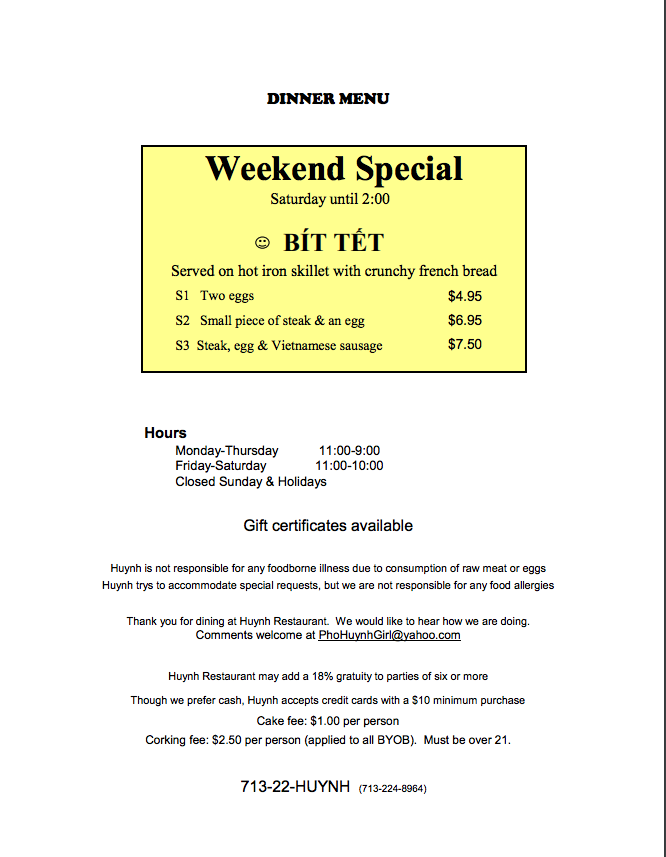 DINNER MENU
Weekend Special
Saturday until 2:00
☺ BÍT TẾT
Served on hot iron skillet with crunchy french bread
S1 Two eggs $4.95
S2 Small piece of steak & an egg $6.95
S3 Steak, egg & Vietnamese sausage $7.50
Hours
Monday-Thursday 11:00-9:00
Friday-Saturday 11:00-10:00
Closed Sunday & Holidays
Gift certificates available
Huynh is not responsible for any foodborne illness due to consumption of raw meat or eggs
Huynh trys to accommodate special requests, but we are not responsible for any food allergies
Thank you for dining at Huynh Restaurant. We would like to hear how we are doing.
Comments welcome at PhoHuynhGirl@yahoo.com
Huynh Restaurant may add a 18% gratuity to parties of six or more
Though we prefer cash, Huynh accepts credit cards with a $10 minimum purchase
Cake fee: $1.00 per person
Corking fee: $2.50 per person (applied to all BYOB). Must be over 21.
713-22-HUYNH (713-224-8964)